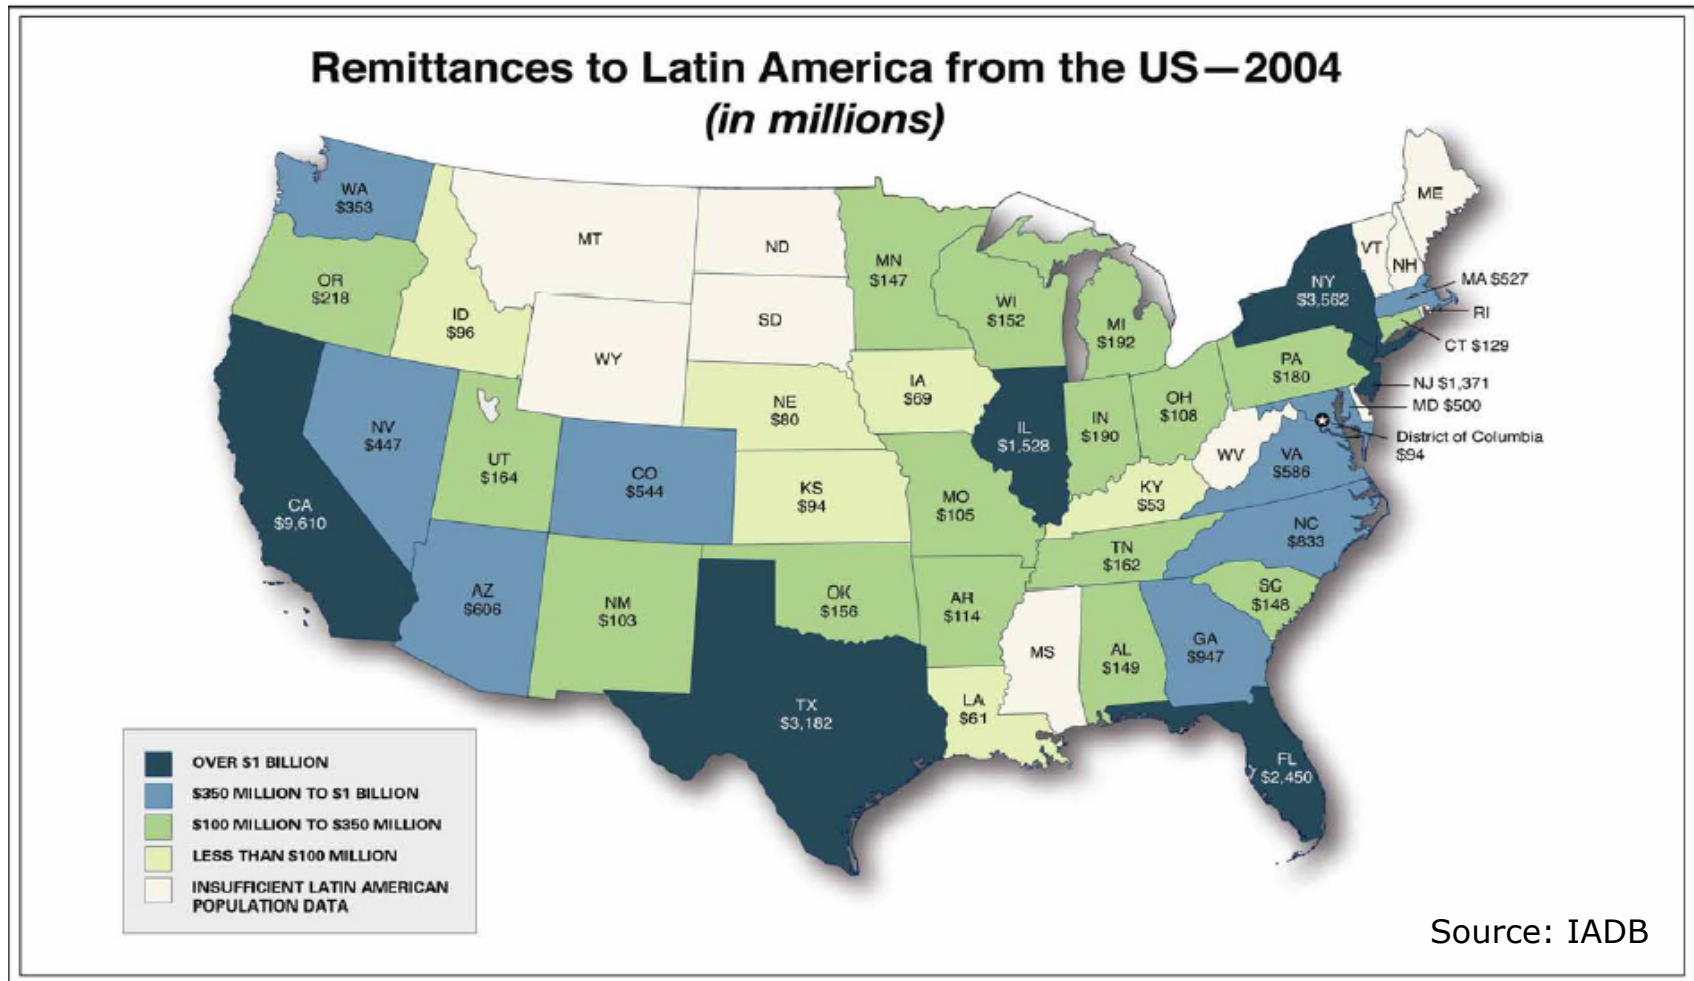 Remittances to Latin America from the US—2004
(in millions)
WA
$353
OR
$218
ID
$96
MT
ND
SD
WY
MN
$147
WI
$152
MI
$192
NY
$3,562
VT
NH
ME
MA $527
RI
CT $129
NJ $1,371
MD $500
District of Columbia
$94
PA
$180
OH
$108
IN
$190
IL
$1,528
IA
$69
NE
$80
NV
$447
UT
$164
CO
$544
KS
$94
MO
$105
KY
$53
WV
VA
$586
CA
$9,610
NC
$833
TN
$162
AZ
$606
NM
$103
OK
$156
AR
$114
SC
$148
MS
AL
$149
GA
$947
TX
$3,182
LA
$61
FL
$2,450
OVER $1 BILLION
$350 MILLION TO $1 BILLION
$100 MILLION TO $350 MILLION
LESS THAN $100 MILLION
INSUFFICIENT LATIN AMERICAN
POPULATION DATA
Source: IADB